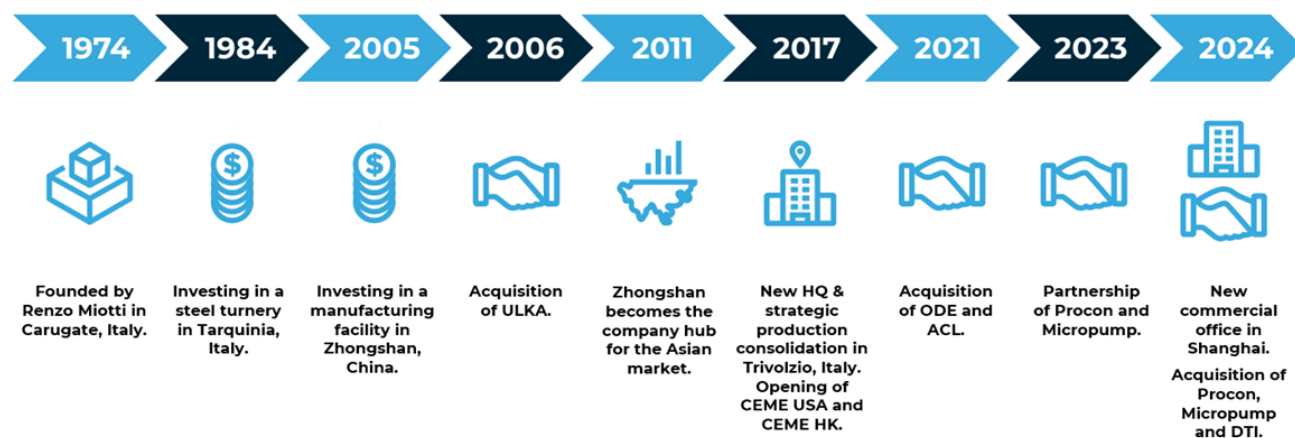 1974
1984
2005
2006
2011
2017
2021
2023
2024
$
$
Founded by
Renzo Miotti in
Carugate, Italy.
Investing in a
steel turnery
in Tarquinia,
Italy.
Investing in a
manufacturing
facility in
Zhongshan,
China.
Acquisition
of ULKA.
Zhongshan
becomes the
company hub
for the Asian
market.
New HQ &
strategic
production
consolidation in
Trivolzio, Italy.
Opening of
CEME USA and
CEME HK.
Acquisition
of ODE and
ACL.
Partnership
of Procon and
Micropump.
New
commercial
office in
Shanghai.
Acquisition of
Procon,
Micropump
and DTI.